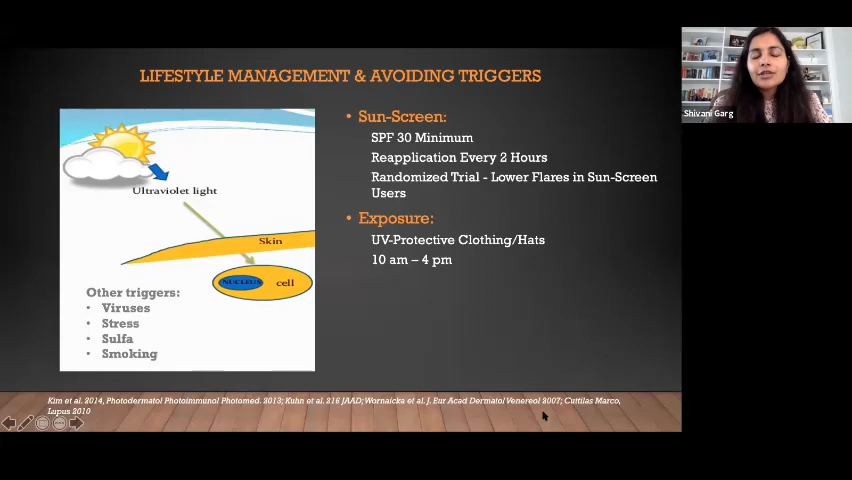 LIFESTYLE MANAGEMENT & AVOIDING TRIGGERS
Shivani Garg
Ultraviolet light
Skin
NUCLEUS
cell
Other triggers:
• Viruses
• Stress
• Sulfa
• Smoking
• Sun-Screen:
SPF 30 Minimum
Reapplication Every 2 Hours
Randomized Trial - Lower Flares in Sun-Screen
Users
• Exposure:
UV-Protective Clothing/Hats
10 am – 4 pm
Kim et al. 2014, Photodermatol Photoimmunol Photomed. 2013; Kuhn et al. 216 JAAD; Wornaicka et al. J. Eur Acad Dermatol Venereol 2007; Cuttilas Marco,
Lupus 2010